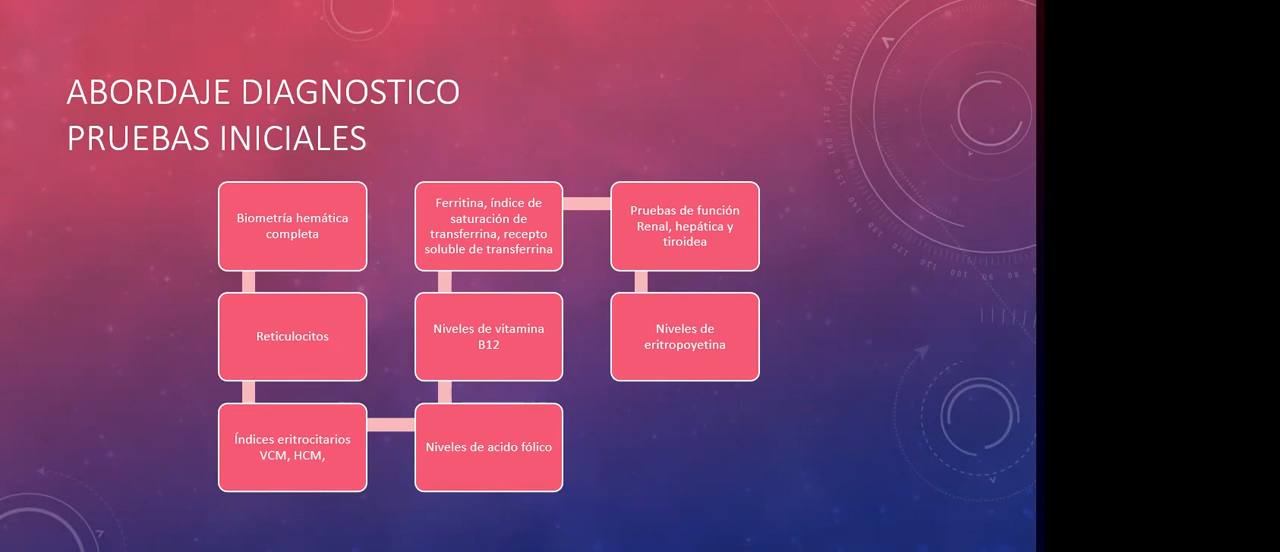 ABORDAJE DIAGNOSTICO
PRUEBAS INICIALES
Biometría hemática
completa
Reticulocitos
Índices eritrocitarios
VCM, HCM,
Niveles de acido fólico
Niveles de vitamina
B12
Ferritina, índice de
saturación de
transferrina, recepto
soluble de transferrina
Pruebas de función
Renal, hepática y
tiroidea
Niveles de
eritropoyetina